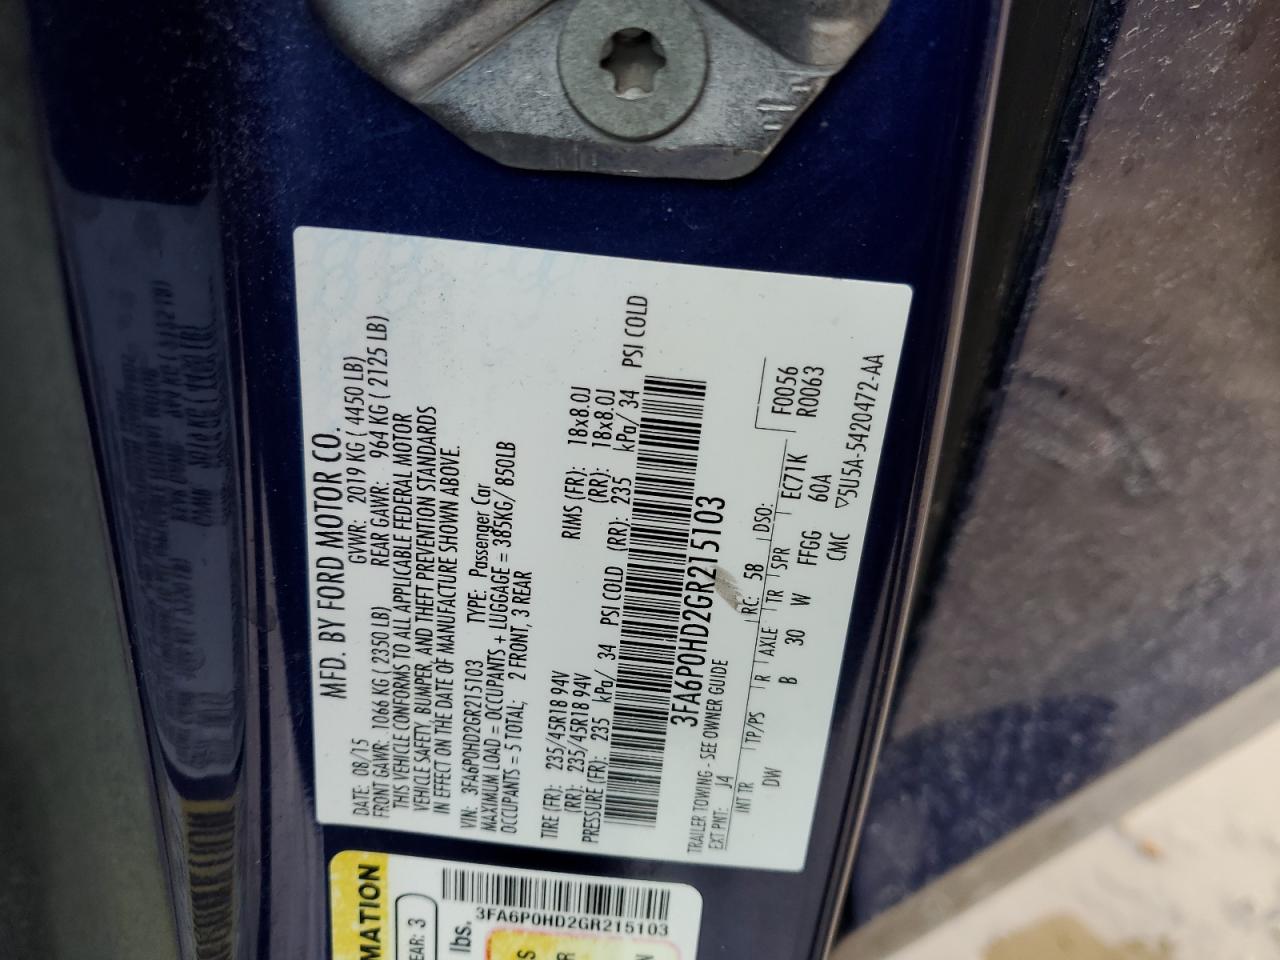 MFD. BY FORD MOTOR CO.
DATE: 08/15 GVWR: 2019 KG ( 4450 LB)
FRONT GAWR: 1066 KG ( 2350 LB) REAR GAWR: 964 KG ( 2125 LB)
THIS VEHICLE CONFORMS TO ALL APPLICABLE FEDERAL MOTOR
VEHICLE SAFETY, BUMPER, AND THEFT PREVENTION STANDARDS
IN EFFECT ON THE DATE OF MANUFACTURE SHOWN ABOVE.
VIN: 3FA6P0HD2GR215103 TYPE: Passenger Car
MAXIMUM LOAD = OCCUPANTS + LUGGAGE = 385KG/ 850LB
OCCUPANTS = 5 TOTAL; 2 FRONT, 3 REAR
TIRE (FR): 235/45R18 94V RIMS (FR): 18x8.0J
(RR): 235/45R18 94V (RR): 18x8.0J
PRESSURE (FR): 235 kPa/ 34 PSI COLD (RR): 235 kPa/ 34 PSI COLD
3FA6P0HD2GR215103
TRAILER TOWING - SEE OWNER GUIDE
EXT PNT: J4 RC: 58 DSO: F0056
R0063
INT TR TP/PS R AXLE TR SPR EC71K
DW B 30 W FFGG 60A
CMC ▽5U5A-5420472-AA
MATION
EAR: 3
lbs.
3FA6P0HD2GR215103
S
R
N